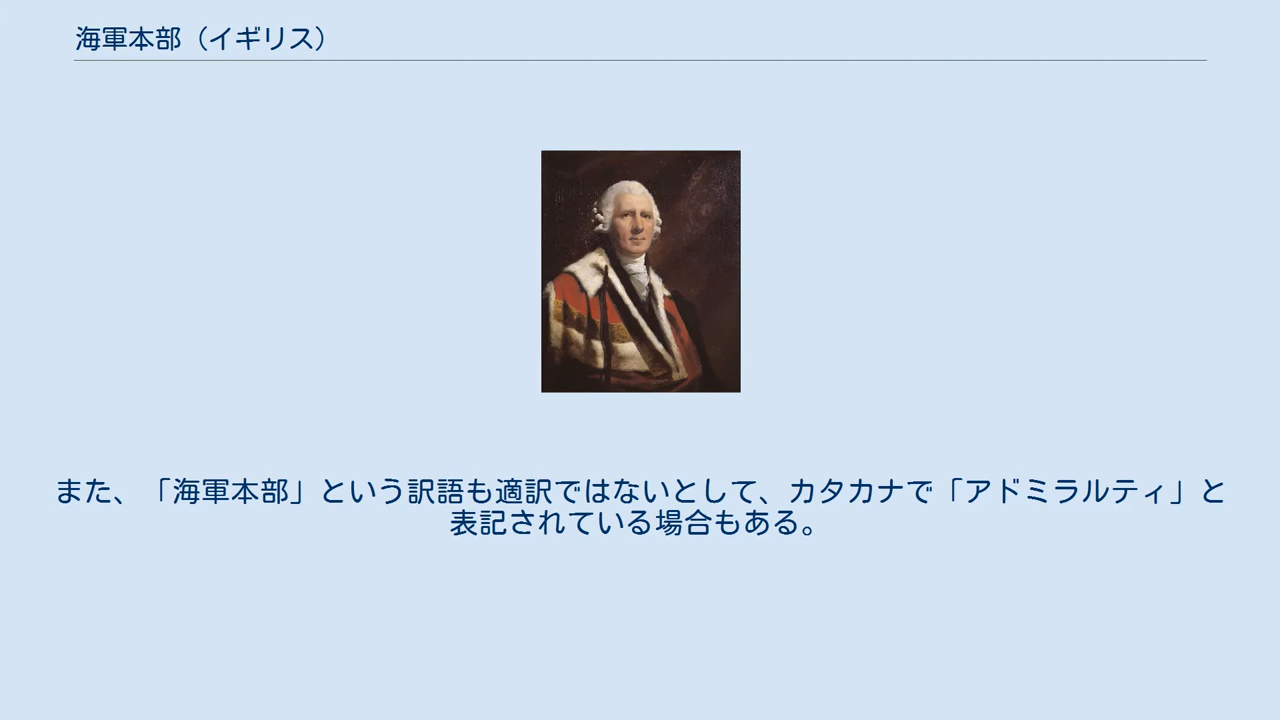 海軍本部（イギリス）
また、「海軍本部」という訳語も適訳ではないとして、カタカナで「アドミラルティ」と
表記されている場合もある。